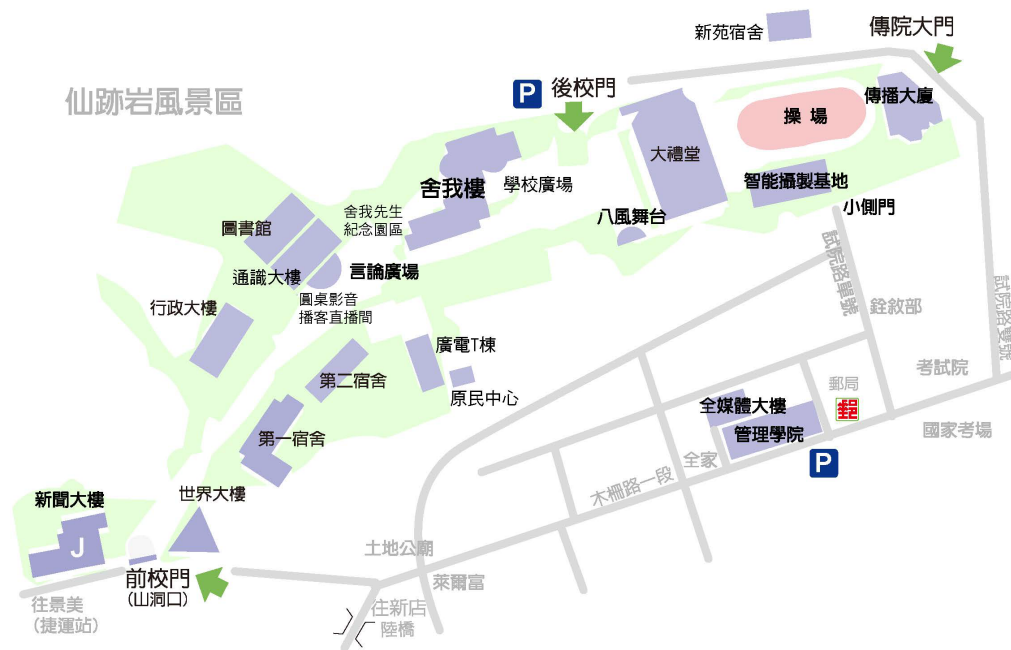 新苑宿舍
傳院大門
仙跡岩風景區
P
後校門
傳播大廈
操 場
大禮堂
舍我樓
學校廣場
智能攝製基地
小側門
舍我先生
紀念園區
八風舞台
圖書館
通識大樓
言論廣場
圓桌影音
播客直播間
行政大樓
試院路單號
銓敘部
試院路雙號
廣電T棟
第二宿舍
原民中心
考試院
郵局
郵
全媒體大樓
管理學院
國家考場
第一宿舍
全家
P
木柵路一段
世界大樓
新聞大樓
J
土地公廟
萊爾富
前校門
(山洞口)
往景美
(捷運站)
往新店
陸橋